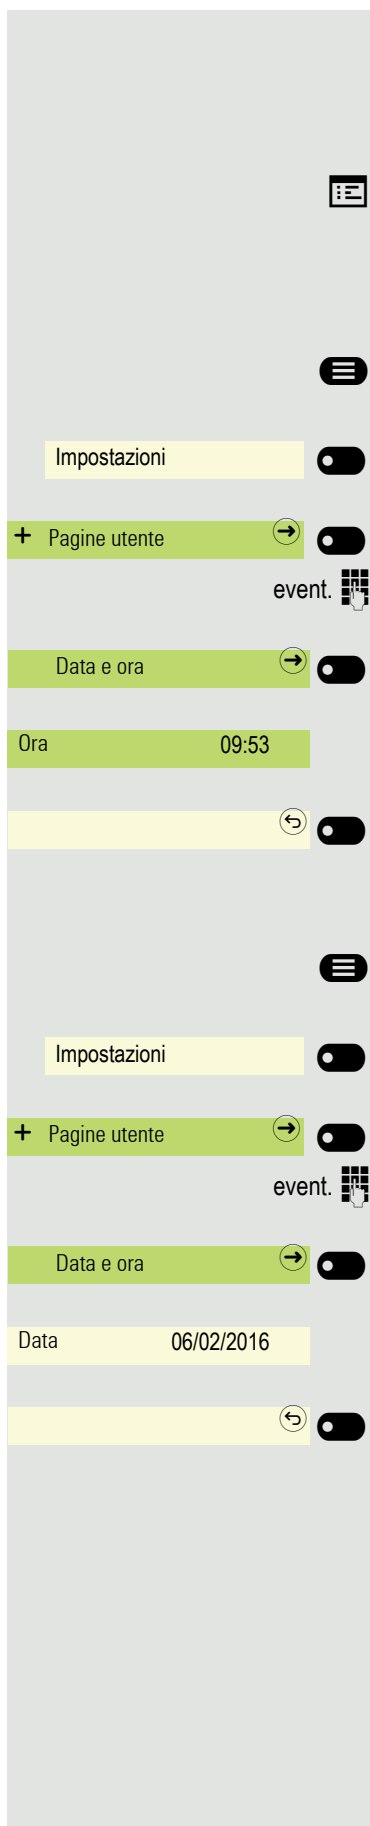 Impostazioni
+ Pagine utente
event.
Data e ora
Ora 09:53
Impostazioni
+ Pagine utente
event.
Data e ora
Data 06/02/2016